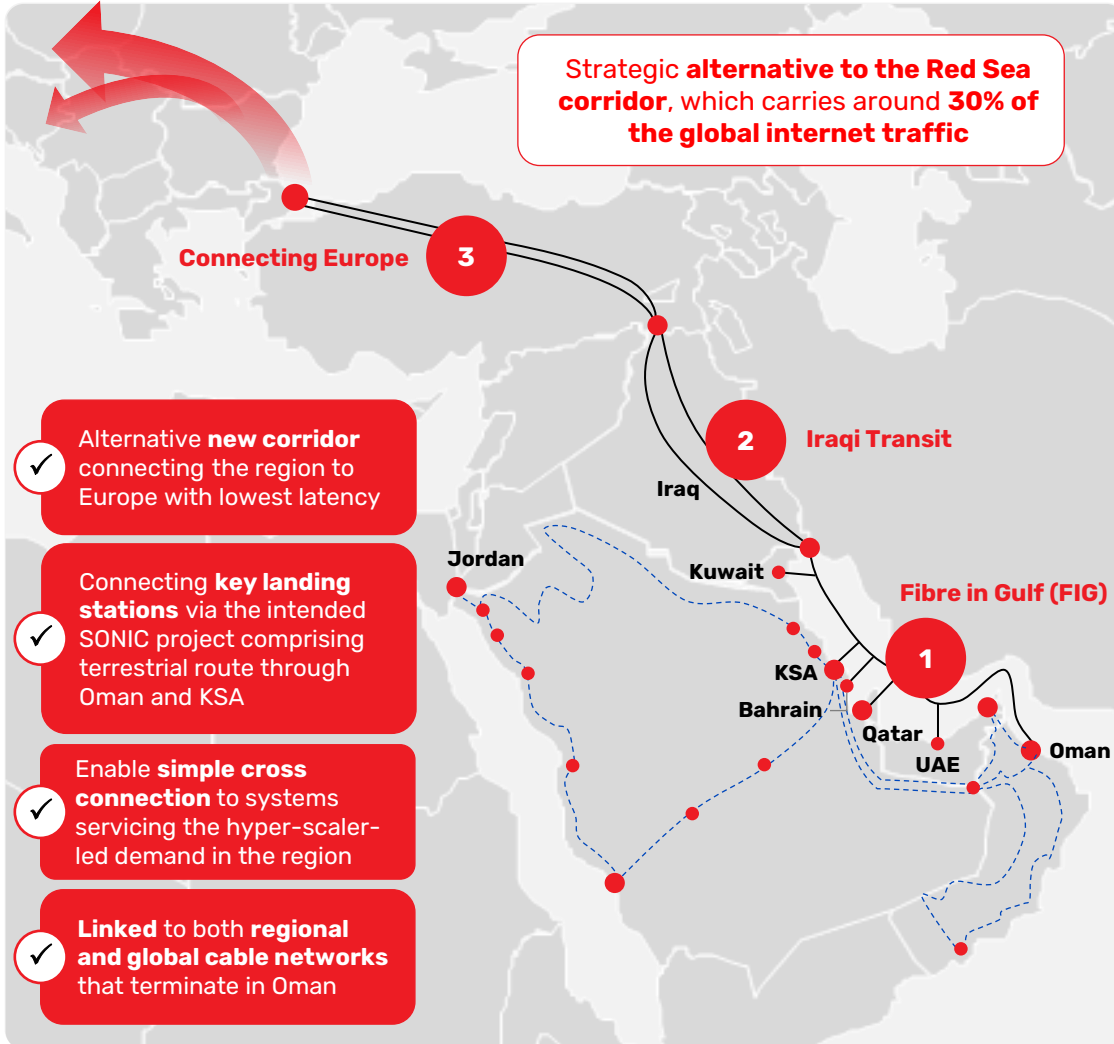 Strategic alternative to the Red Sea
corridor, which carries around 30% of
the global internet traffic
Connecting Europe
3
2
Iraqi Transit
Iraq
Alternative new corridor
connecting the region to
Europe with lowest latency
Jordan
Kuwait
Fibre in Gulf (FIG)
1
KSA
Bahrain
Qatar
UAE
Oman
Connecting key landing
stations via the intended
SONIC project comprising
terrestrial route through
Oman and KSA
Enable simple cross
connection to systems
servicing the hyper-scaler-
led demand in the region
Linked to both regional
and global cable networks
that terminate in Oman